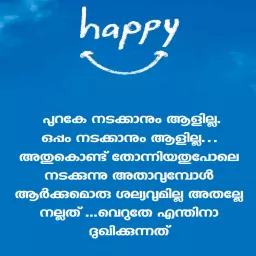 happy
പുറകേ നടക്കാനും ആളില്ല.
ഒപ്പം നടക്കാനും ആളില്ല...
അതുകൊണ്ട് തോന്നിയതുപോലെ
നടക്കുന്നു അതാവുമ്പോൾ
ആർക്കുമൊരു ശല്യവുമില്ല അതല്ലേ
നല്ലത് ...വെറുതേ എന്തിനാ
ദുഖിക്കുന്നത്